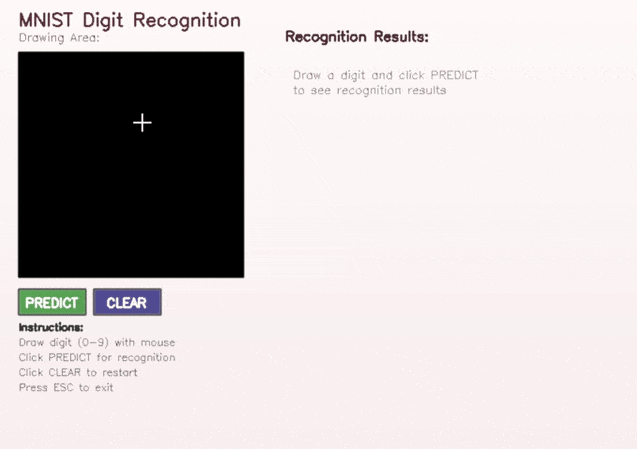 MNIST Digit Recognition
Drawing Area:
Recognition Results:
Draw a digit and click PREDICT
to see recognition results
PREDICT
CLEAR
Instructions:
Draw digit (0-9) with mouse
Click PREDICT for recognition
Click CLEAR to restart
Press ESC to exit